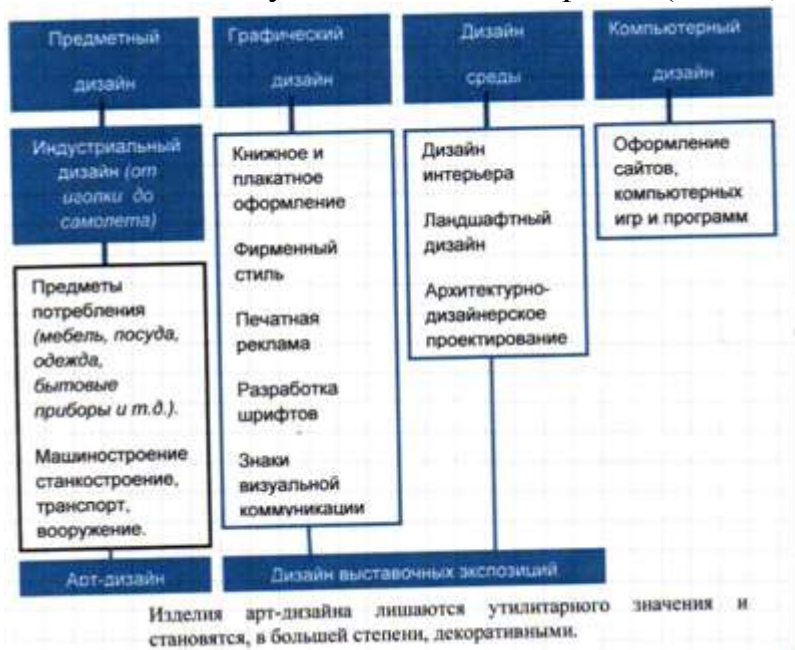 Предметный
дизайн
Графический
дизайн
Дизайн
среды
Компьютерный
дизайн
Индустриальный
дизайн (от
иголки до
самолета)
Предметы
потребления
(мебель, посуда,
одежда,
бытовые
приборы и т.д.).
Машиностроение
станкостроение,
транспорт,
вооружение.
Книжное и
плакатное
оформление
Фирменный
стиль
Печатная
реклама
Разработка
шрифтов
Знаки
визуальной
коммуникации
Дизайн
интерьера
Ландшафтный
дизайн
Архитектурно-
дизайнерское
проектирование
Оформление
сайтов,
компьютерных
игр и программ
Арт-дизайн
Дизайн выставочных экспозиций
Изделия арт-дизайна лишаются утилитарного значения и
становятся, в большей степени, декоративными.